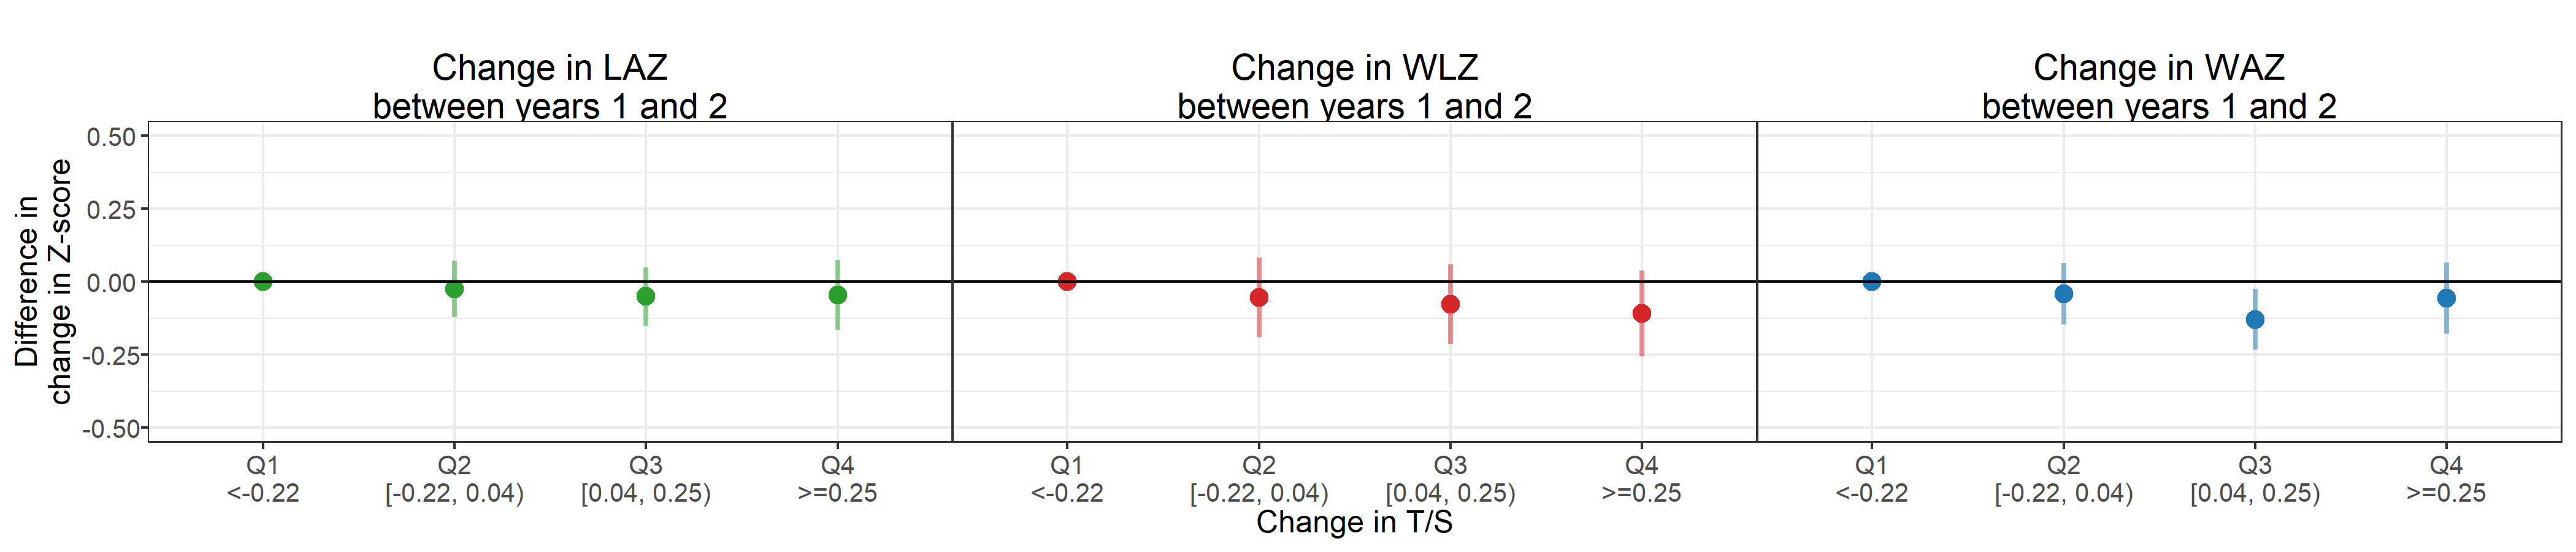 Change in LAZ
between years 1 and 2
Change in WLZ
between years 1 and 2
Change in WAZ
between years 1 and 2
Difference in
change in Z-score
0.50
0.25
0.00
-0.25
-0.50
Q1 Q2 Q3 Q4 Q1 Q2 Q3 Q4 Q1 Q2 Q3 Q4
<-0.22 [-0.22, 0.04) [0.04, 0.25) >=0.25 <-0.22 [-0.22, 0.04) [0.04, 0.25) >=0.25 <-0.22 [-0.22, 0.04) [0.04, 0.25) >=0.25
Change in T/S